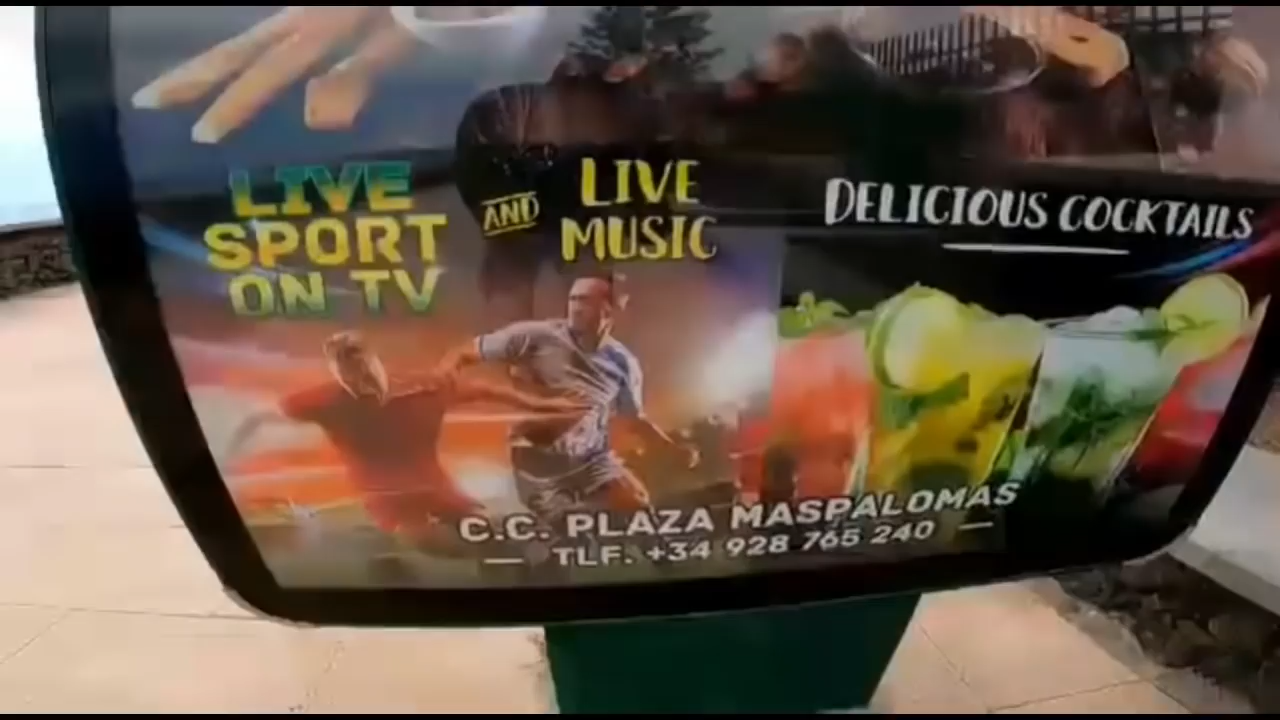 LIVE
SPORT
ON TV
AND
LIVE
MUSIC
DELICIOUS COCKTAILS
C.C. PLAZA MASPALOMAS
TLF. +34 928 765 240